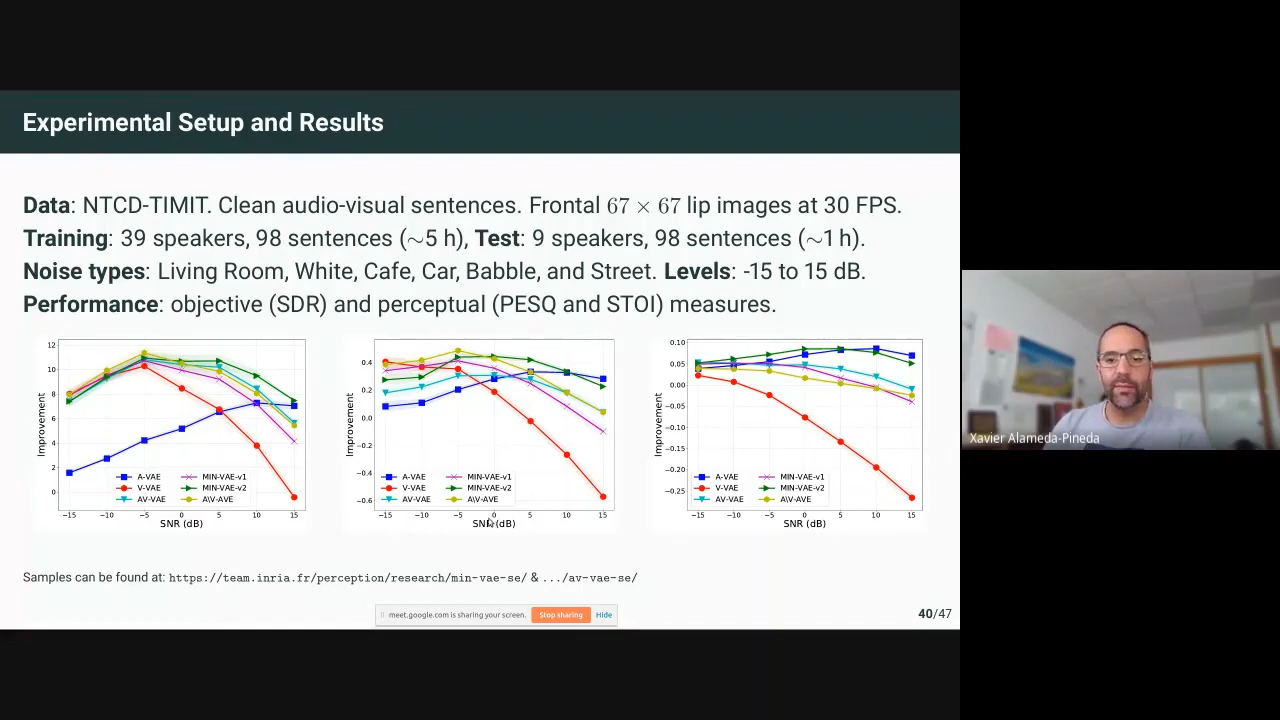 Experimental Setup and Results
Data: NTCD-TIMIT. Clean audio-visual sentences. Frontal 67 × 67 lip images at 30 FPS.
Training: 39 speakers, 98 sentences (~5 h), Test: 9 speakers, 98 sentences (~1 h).
Noise types: Living Room, White, Cafe, Car, Babble, and Street. Levels: -15 to 15 dB.
Performance: objective (SDR) and perceptual (PESQ and STOI) measures.
12
10
8
6
4
2
0
Improvement
A-VAE MIN-VAE-v1
V-VAE MIN-VAE-v2
AV-VAE A\V-AVE
−15 −10 −5 0 5 10 15
SNR (dB)
0.4
0.2
0.0
−0.2
−0.4
−0.6
Improvement
A-VAE MIN-VAE-v1
V-VAE MIN-VAE-v2
AV-VAE A\V-AVE
−15 −10 −5 0 5 10 15
SNR (dB)
0.10
0.05
0.00
−0.05
−0.10
−0.15
−0.20
−0.25
Improvement
A-VAE MIN-VAE-v1
V-VAE MIN-VAE-v2
AV-VAE A\V-AVE
−15 −10 −5 0 5 10 15
SNR (dB)
Samples can be found at: https://team.inria.fr/perception/research/min-vae-se/ & .../av-vae-se/
meet.google.com is sharing your screen. Stop sharing Hide
40/47
Xavier Alameda-Pineda